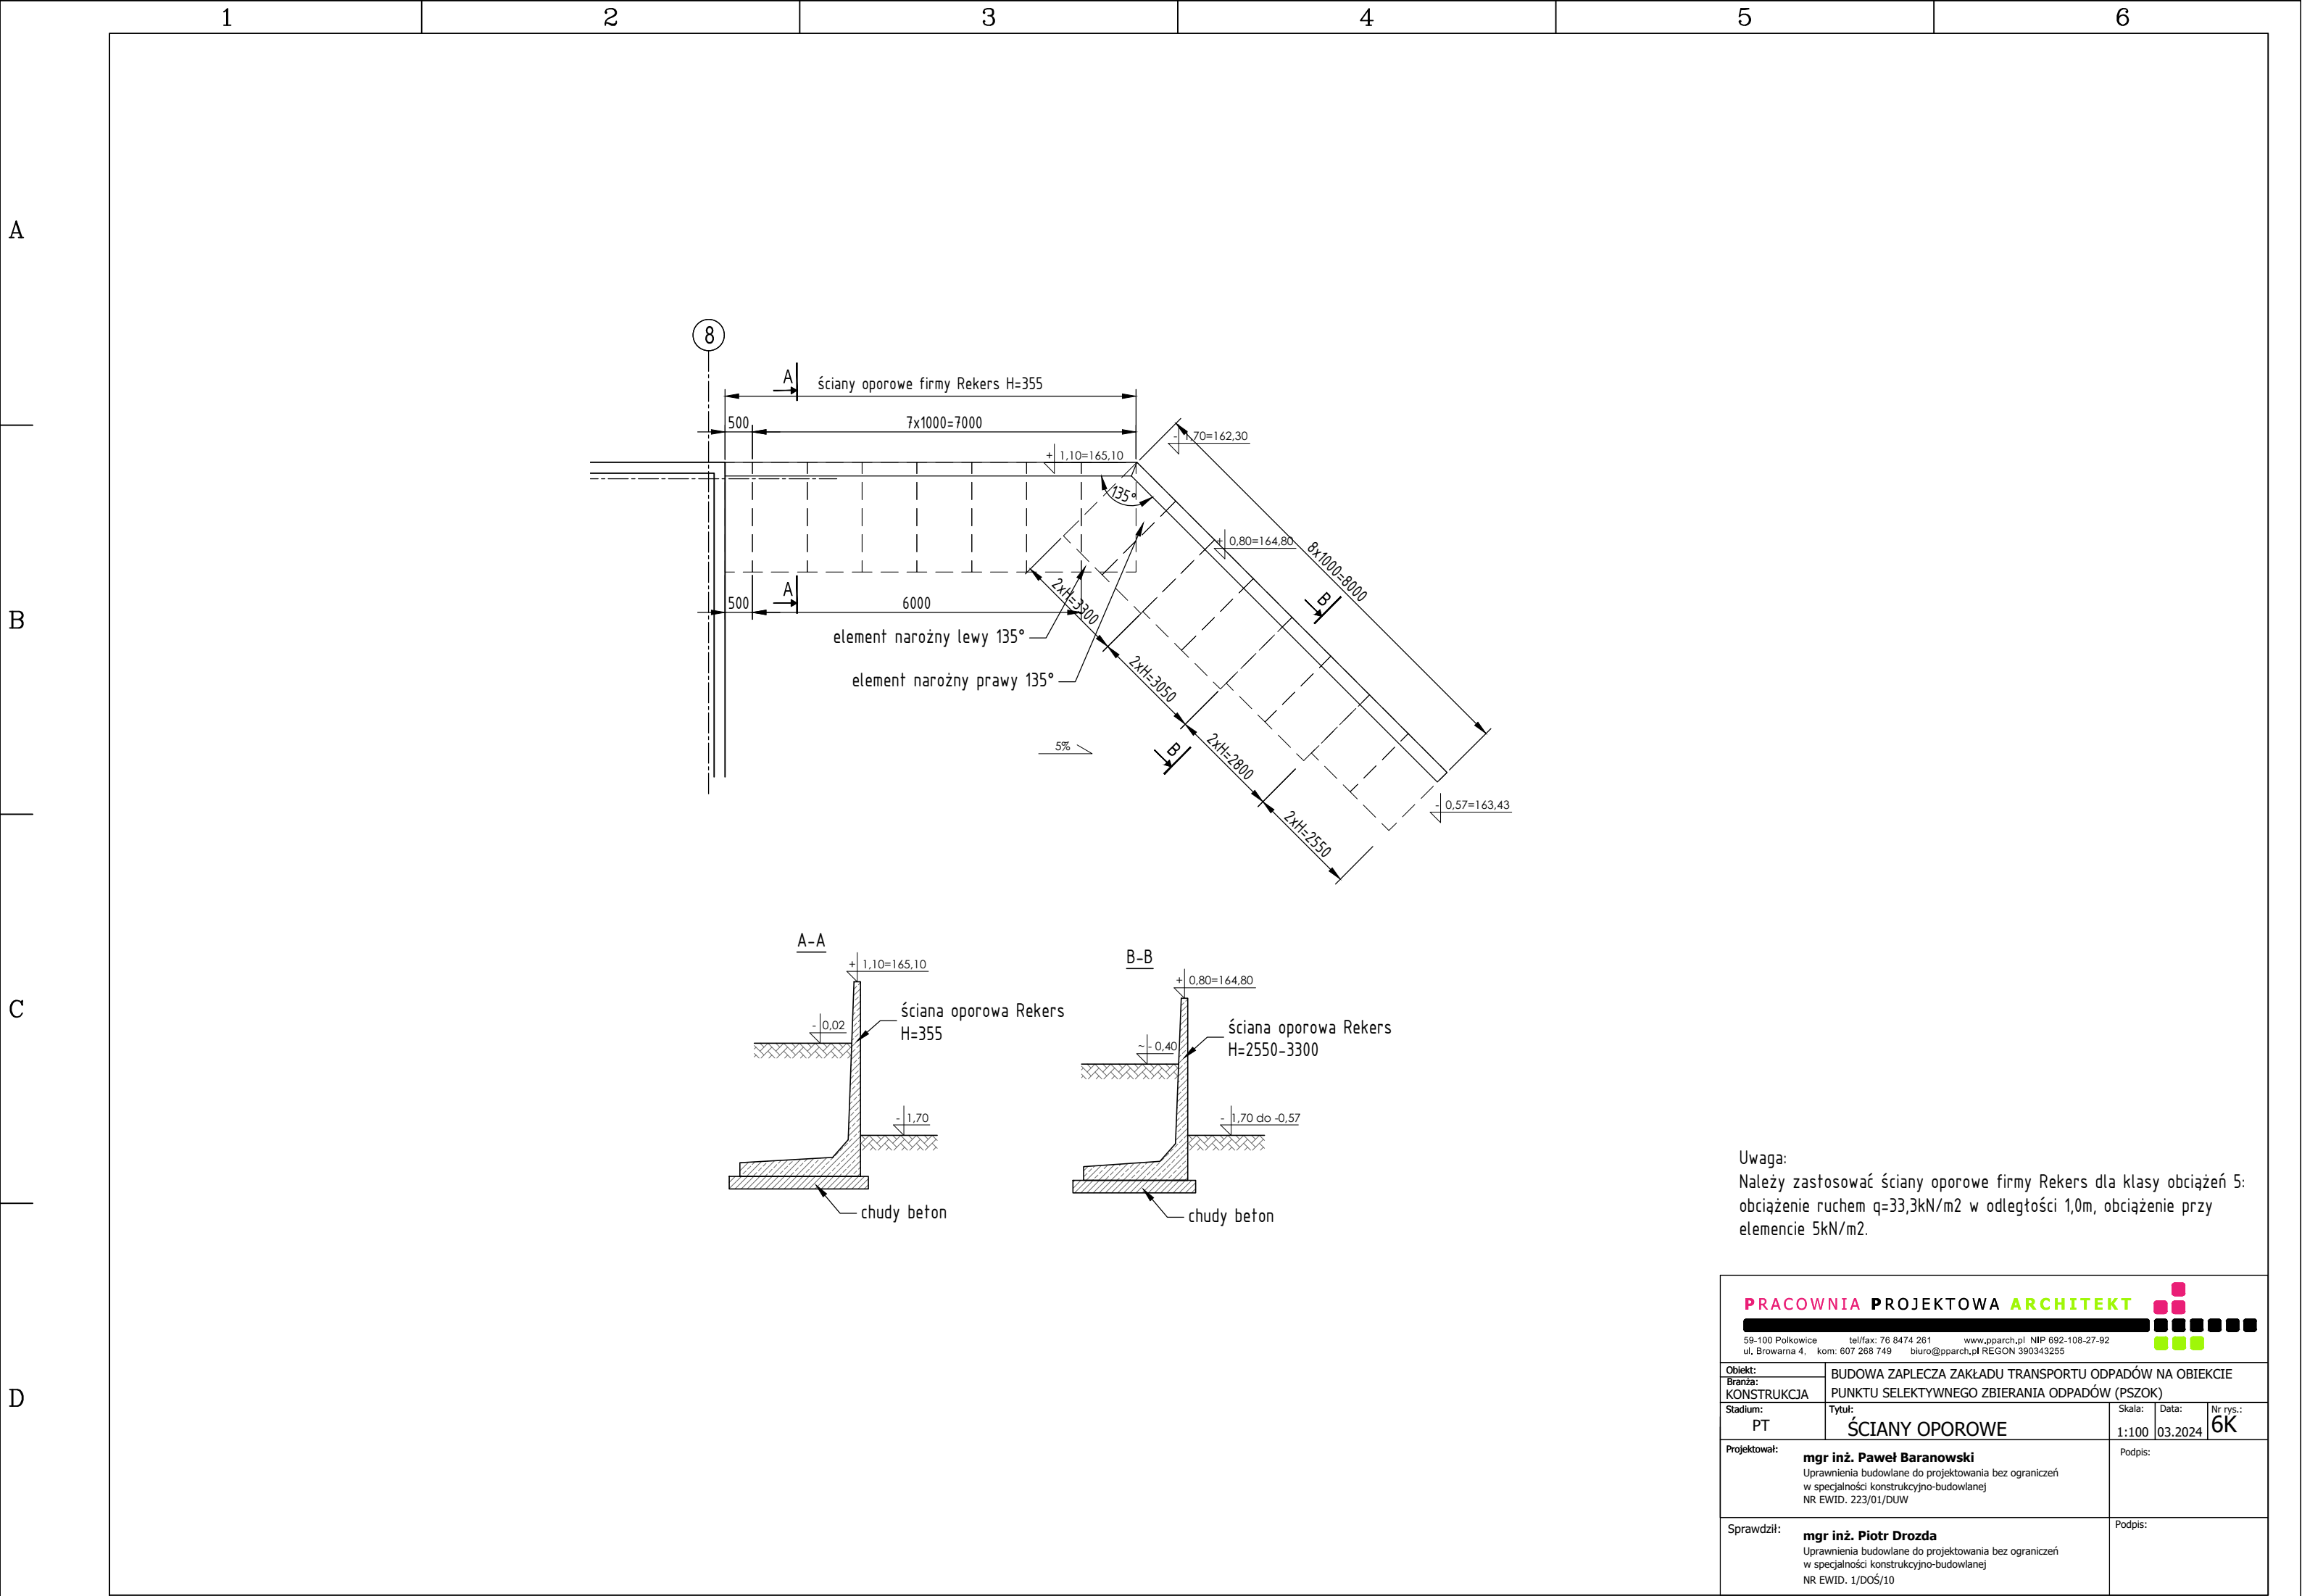 1 2 3 4 5 6
A
B
C
D
8
A
ściany oporowe firmy Rekers H=355
500
7x1000=7000
- 1,70=162,30
+ 1,10=165,10
135°
+ 0,80=164,80
8x1000=8000
B
A
500
6000
2xH=3300
element narożny lewy 135°
element narożny prawy 135°
2xH=3050
5%
B
2xH=2800
- 0,57=163,43
2xH=2550
A-A
+ 1,10=165,10
- 0,02
ściana oporowa Rekers
H=355
- 1,70
chudy beton
B-B
+ 0,80=164,80
~ - 0,40
ściana oporowa Rekers
H=2550-3300
- 1,70 do -0,57
chudy beton
Uwaga:
Należy zastosować ściany oporowe firmy Rekers dla klasy obciążeń 5:
obciążenie ruchem q=33,3kN/m2 w odległości 1,0m, obciążenie przy
elemencie 5kN/m2.
PRACOWNIA PROJEKTOWA ARCHITEKT
59-100 Polkowice tel/fax: 76 8474 261 www.pparch.pl NIP 692-108-27-92
ul. Browarna 4, kom: 607 268 749 biuro@pparch.pl REGON 390343255
Obiekt:
BUDOWA ZAPLECZA ZAKŁADU TRANSPORTU ODPADÓW NA OBIEKCIE
PUNKTU SELEKTYWNEGO ZBIERANIA ODPADÓW (PSZOK)
Branża:
KONSTRUKCJA
Stadium:
PT
Tytuł:
ŚCIANY OPOROWE
Skala:
1:100
Data:
03.2024
Nr rys.:
6K
Projektował:
mgr inż. Paweł Baranowski
Uprawnienia budowlane do projektowania bez ograniczeń
w specjalności konstrukcyjno-budowlanej
NR EWID. 223/01/DUW
Podpis:
Sprawdził:
mgr inż. Piotr Drozda
Uprawnienia budowlane do projektowania bez ograniczeń
w specjalności konstrukcyjno-budowlanej
NR EWID. 1/DOŚ/10
Podpis: